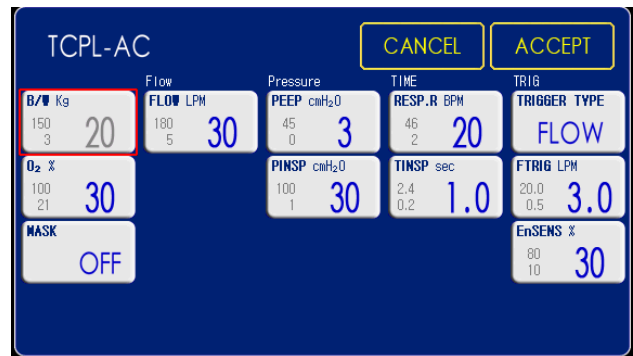 TCPL-AC
CANCEL
ACCEPT
Flow
Pressure
TIME
TRIG
B/W Kg
150
3
20
FLOW LPM
180
5
30
PEEP cmH₂O
45
0
3
RESP.R BPM
46
2
20
TRIGGER TYPE
FLOW
O₂ %
100
21
30
PINSP cmH₂O
100
1
30
TINSP sec
2.4
0.2
1.0
FTRIG LPM
20.0
0.5
3.0
MASK
OFF
EnSENS %
80
10
30